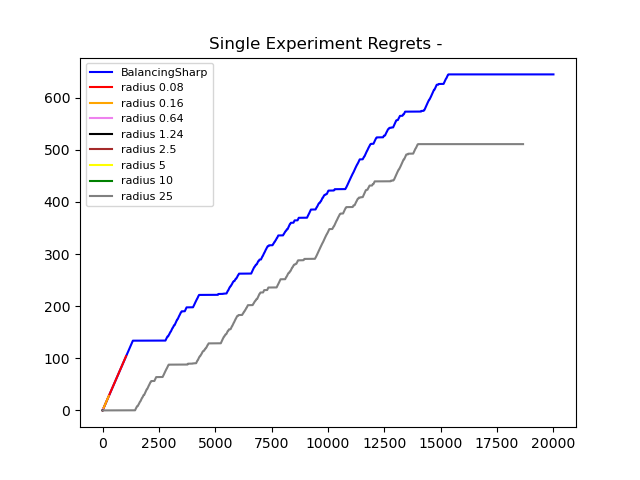 Single Experiment Regrets -
BalancingSharp
radius 0.08
radius 0.16
radius 0.64
radius 1.24
radius 2.5
radius 5
radius 10
radius 25
600
500
400
300
200
100
0
0 2500 5000 7500 10000 12500 15000 17500 20000